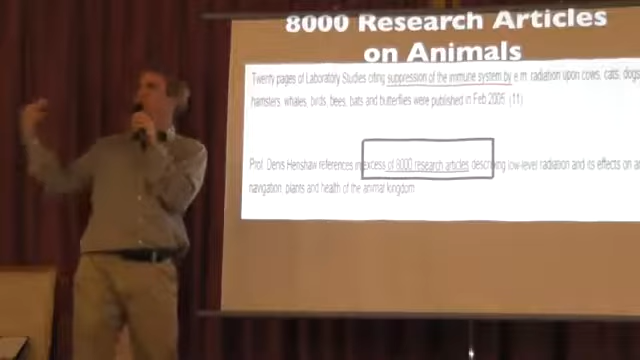 8000 Research Articles
on Animals
Twenty pages of Laboratory Studies citing suppression of the immune system by e.m. radiation upon cows, cats, dogs
hamsters, whales, birds, bees, bats and butterflies were published in Feb 2005 (11)
Prof. Denis Henshaw references in excess of 8000 research articles describing low-level radiation and its effects on
navigation, plants and health of the animal kingdom